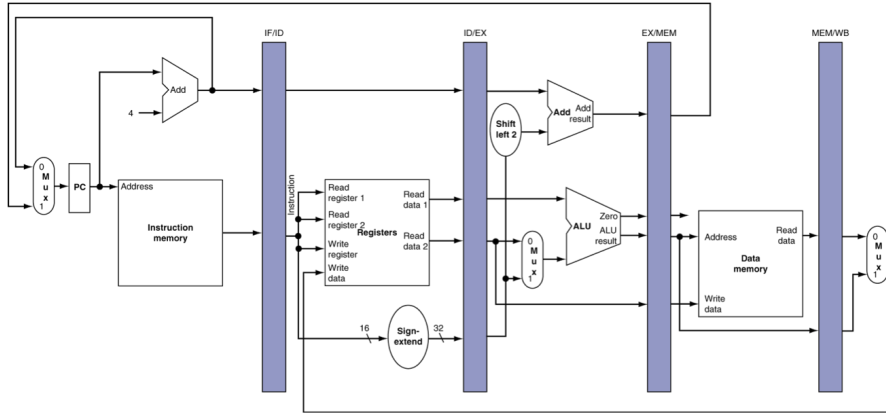 IF/ID
ID/EX
EX/MEM
MEM/WB
Add
4
0
M
u
x
1
PC
Address
Instruction
memory
Instruction
Read
register 1
Read
register 2
Registers
Write
register
Write
data
Read
data 1
Read
data 2
16
Sign-
extend
32
Shift
left 2
Add
Add
result
0
M
u
x
1
ALU
Zero
ALU
result
Address
Read
data
Data
memory
Write
data
0
M
u
x
1